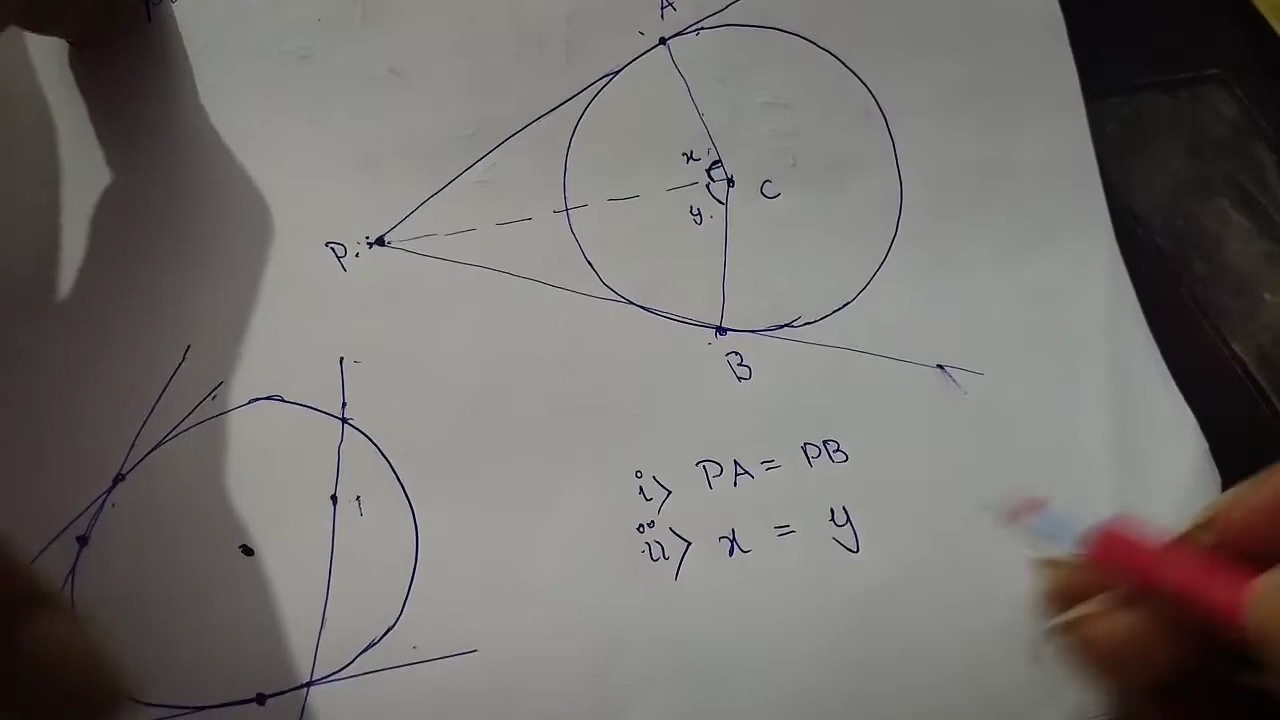 A
x
C
y
P
B
i> PA = PB
ii> x = y